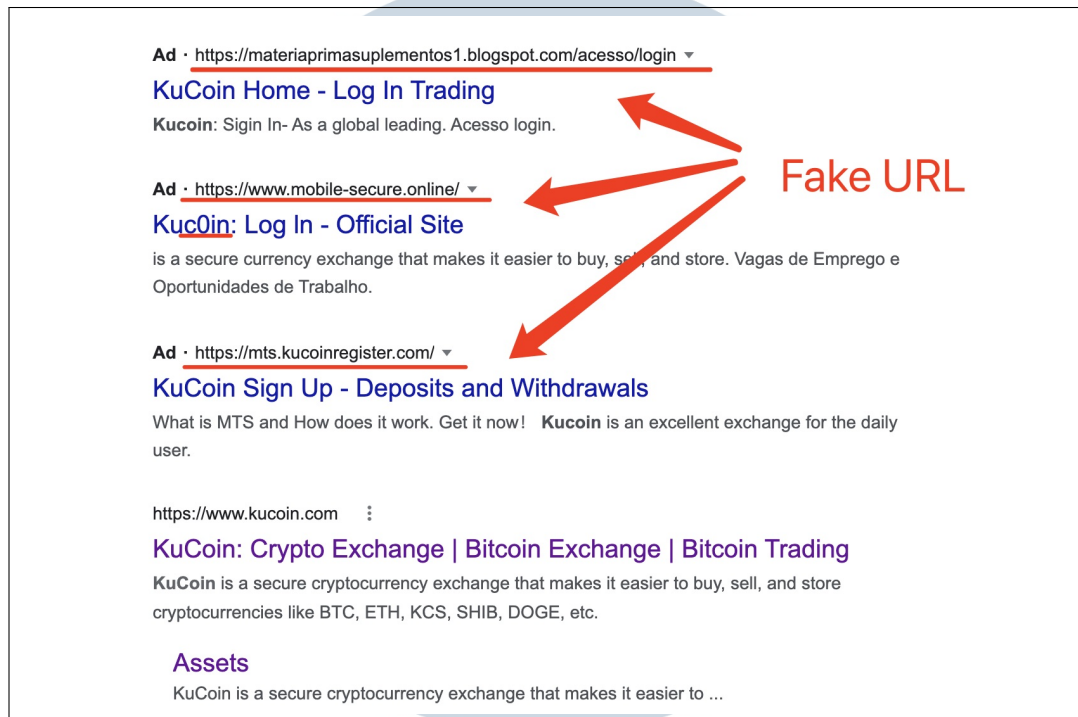 Ad · https://materiaprimasuplementos1.blogspot.com/acesso/login
KuCoin Home - Log In Trading
Kucoin: Sigin In- As a global leading. Acesso login.
Fake URL
Ad · https://www.mobile-secure.online/
Kuc0in: Log In - Official Site
is a secure currency exchange that makes it easier to buy, sell, and store. Vagas de Emprego e
Oportunidades de Trabalho.
Ad · https://mts.kucoinregister.com/
KuCoin Sign Up - Deposits and Withdrawals
What is MTS and How does it work. Get it now! Kucoin is an excellent exchange for the daily
user.
https://www.kucoin.com
KuCoin: Crypto Exchange | Bitcoin Exchange | Bitcoin Trading
KuCoin is a secure cryptocurrency exchange that makes it easier to buy, sell, and store
cryptocurrencies like BTC, ETH, KCS, SHIB, DOGE, etc.
Assets
KuCoin is a secure cryptocurrency exchange that makes it easier to ...